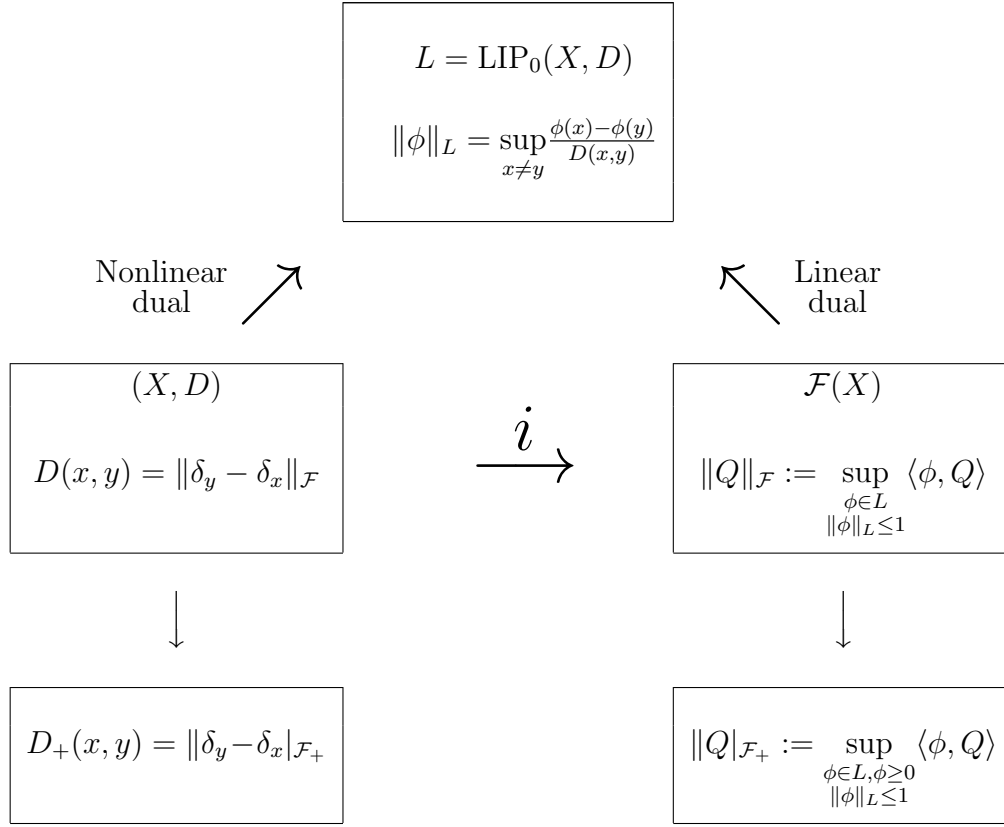 L = LIP₀(X, D)
‖ϕ‖_L = sup_{x≠y} \frac{ϕ(x)−ϕ(y)}{D(x,y)}
Nonlinear
dual
Linear
dual
(X, D)
D(x, y) = ‖δ_y − δ_x‖_ℱ
i
ℱ(X)
‖Q‖_ℱ := sup_{ϕ∈L, ‖ϕ‖_L≤1} ⟨ϕ, Q⟩
D₊(x, y) = ‖δ_y−δ_x|_{ℱ₊}
‖Q|_{ℱ₊} := sup_{ϕ∈L,ϕ≥0, ‖ϕ‖_L≤1} ⟨ϕ, Q⟩